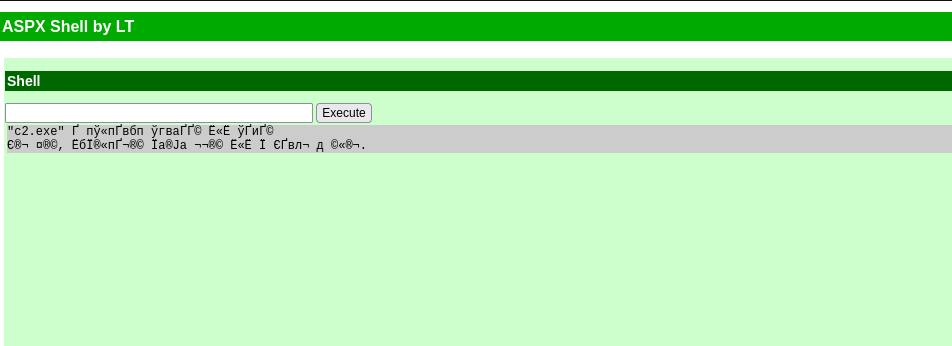 ASPX Shell by LT
Shell
Execute
"c2.exe" Ґ пў«пҐвбп ўгваҐҐ© Ё«Ё ўҐиҐ©
Є®¬ ¤®©, ЁбЇ®«пҐ¬®© Їа®Ја ¬¬®© Ё«Ё Ї ЄҐвл¬ д ©«®¬.